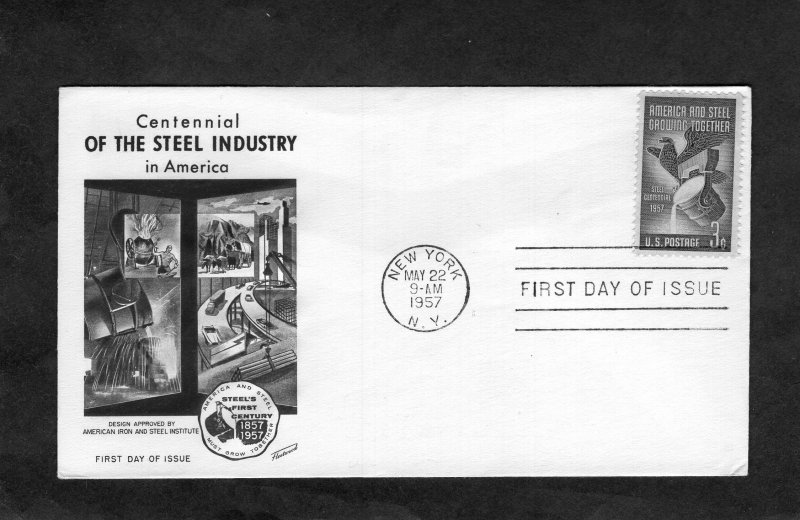 Centennial
OF THE STEEL INDUSTRY
in America
AMERICA AND STEEL
GROWING TOGETHER
STEEL
CENTENNIAL
1957
U.S. POSTAGE 3¢
NEW YORK
MAY 22
9-AM
1957
N.Y.
FIRST DAY OF ISSUE
AMERICA AND STEEL
STEEL'S
FIRST
CENTURY
1857
1957
MUST GROW TOGETHER
DESIGN APPROVED BY
AMERICAN IRON AND STEEL INSTITUTE
FIRST DAY OF ISSUE
Fleetwood